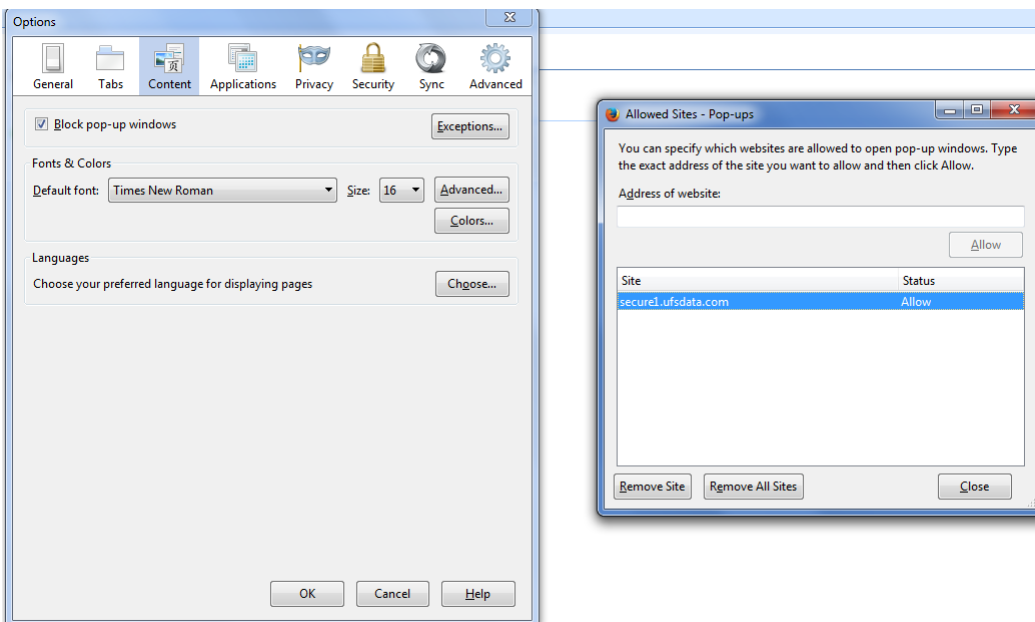 Options
General Tabs Content Applications Privacy Security Sync Advanced
Block pop-up windows
Exceptions...
Fonts & Colors
Default font: Times New Roman Size: 16 Advanced...
Colors...
Languages
Choose your preferred language for displaying pages Choose...
OK Cancel Help
Allowed Sites - Pop-ups
You can specify which websites are allowed to open pop-up windows. Type
the exact address of the site you want to allow and then click Allow.
Address of website:
Allow
Site Status
secure1.ufsdata.com Allow
Remove Site Remove All Sites Close